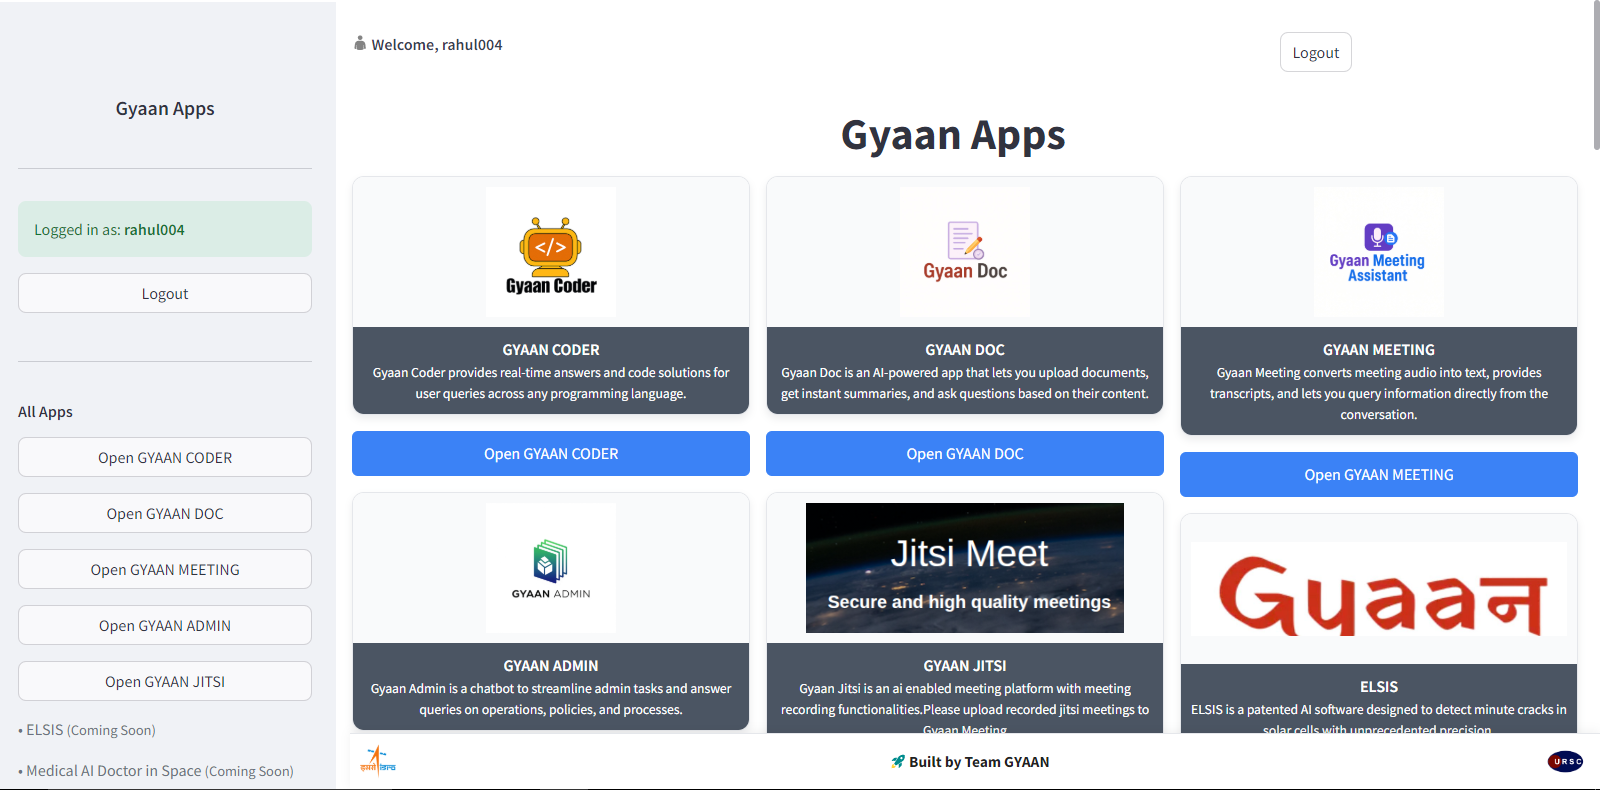 Gyaan Apps
Logged in as: rahul004
Logout
All Apps
Open GYAAN CODER
Open GYAAN DOC
Open GYAAN MEETING
Open GYAAN ADMIN
Open GYAAN JITSI
• ELSIS (Coming Soon)
• Medical AI Doctor in Space (Coming Soon)
Welcome, rahul004
Logout
Gyaan Apps
</>
Gyaan Coder
GYAAN CODER
Gyaan Coder provides real-time answers and code solutions for
user queries across any programming language.
Open GYAAN CODER
Gyaan Doc
GYAAN DOC
Gyaan Doc is an AI-powered app that lets you upload documents,
get instant summaries, and ask questions based on their content.
Open GYAAN DOC
Gyaan Meeting
Assistant
GYAAN MEETING
Gyaan Meeting converts meeting audio into text, provides
transcripts, and lets you query information directly from the
conversation.
Open GYAAN MEETING
GYAAN ADMIN
GYAAN ADMIN
Gyaan Admin is a chatbot to streamline admin tasks and answer
queries on operations, policies, and processes.
Jitsi Meet
Secure and high quality meetings
GYAAN JITSI
Gyaan Jitsi is an ai enabled meeting platform with meeting
recording functionalities.Please upload recorded jitsi meetings to
Gyaan Meeting
Gyaaन
ELSIS
ELSIS is a patented AI software designed to detect minute cracks in
solar cells with unprecedented precision
इसरो isro
Built by Team GYAAN
URSC